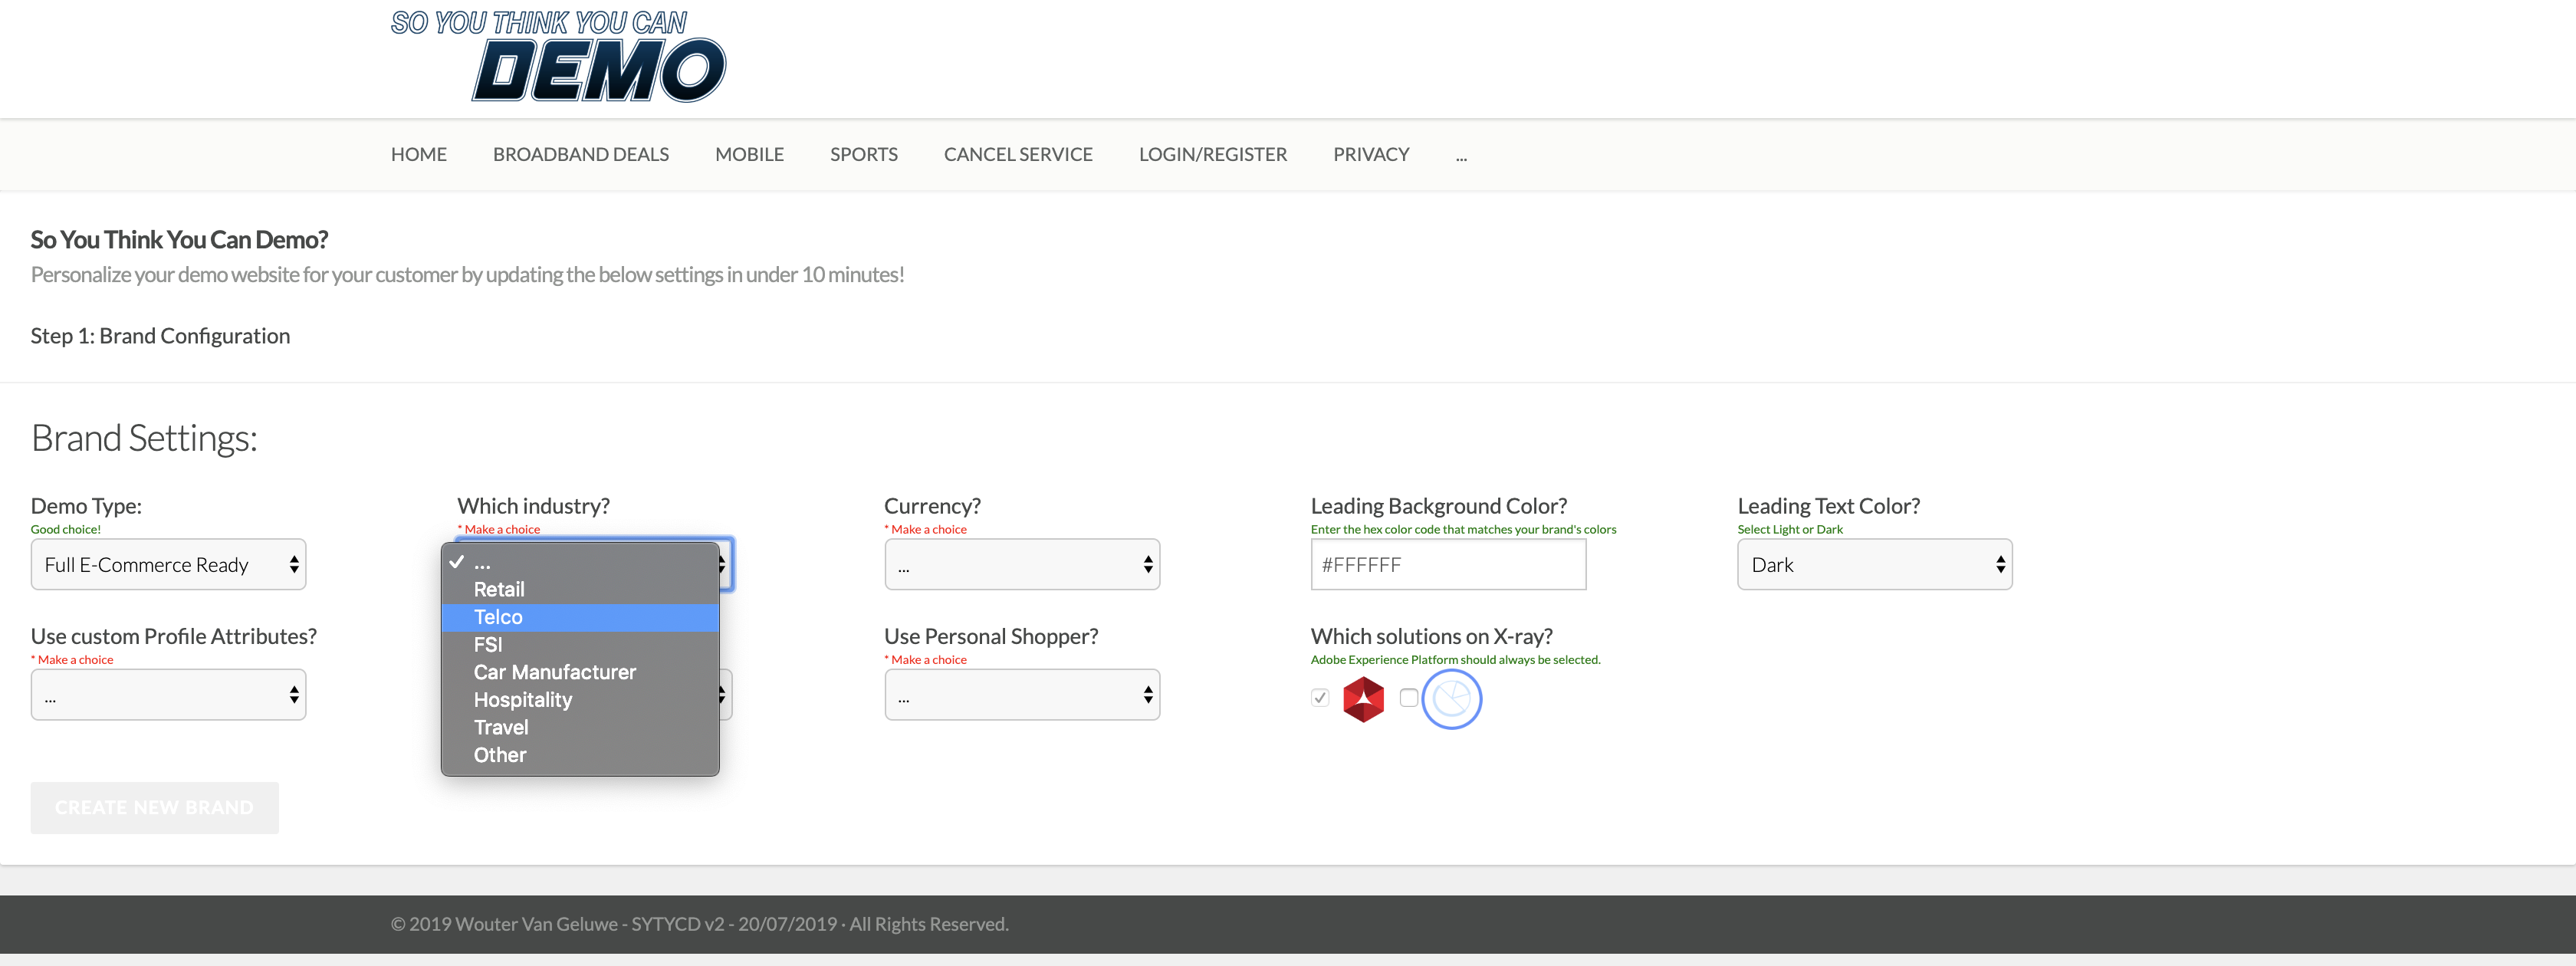 SO YOU THINK YOU CAN
DEMO
HOME BROADBAND DEALS MOBILE SPORTS CANCEL SERVICE LOGIN/REGISTER PRIVACY ...
So You Think You Can Demo?
Personalize your demo website for your customer by updating the below settings in under 10 minutes!
Step 1: Brand Configuration
Brand Settings:
Demo Type:
Good choice!
Full E-Commerce Ready
Which industry?
* Make a choice
...
Retail
Telco
FSI
Car Manufacturer
Hospitality
Travel
Other
Currency?
* Make a choice
...
Leading Background Color?
Enter the hex color code that matches your brand's colors
#FFFFFF
Leading Text Color?
Select Light or Dark
Dark
Use custom Profile Attributes?
* Make a choice
...
Use Personal Shopper?
* Make a choice
...
Which solutions on X-ray?
Adobe Experience Platform should always be selected.
CREATE NEW BRAND
© 2019 Wouter Van Geluwe - SYTYCD v2 - 20/07/2019 · All Rights Reserved.